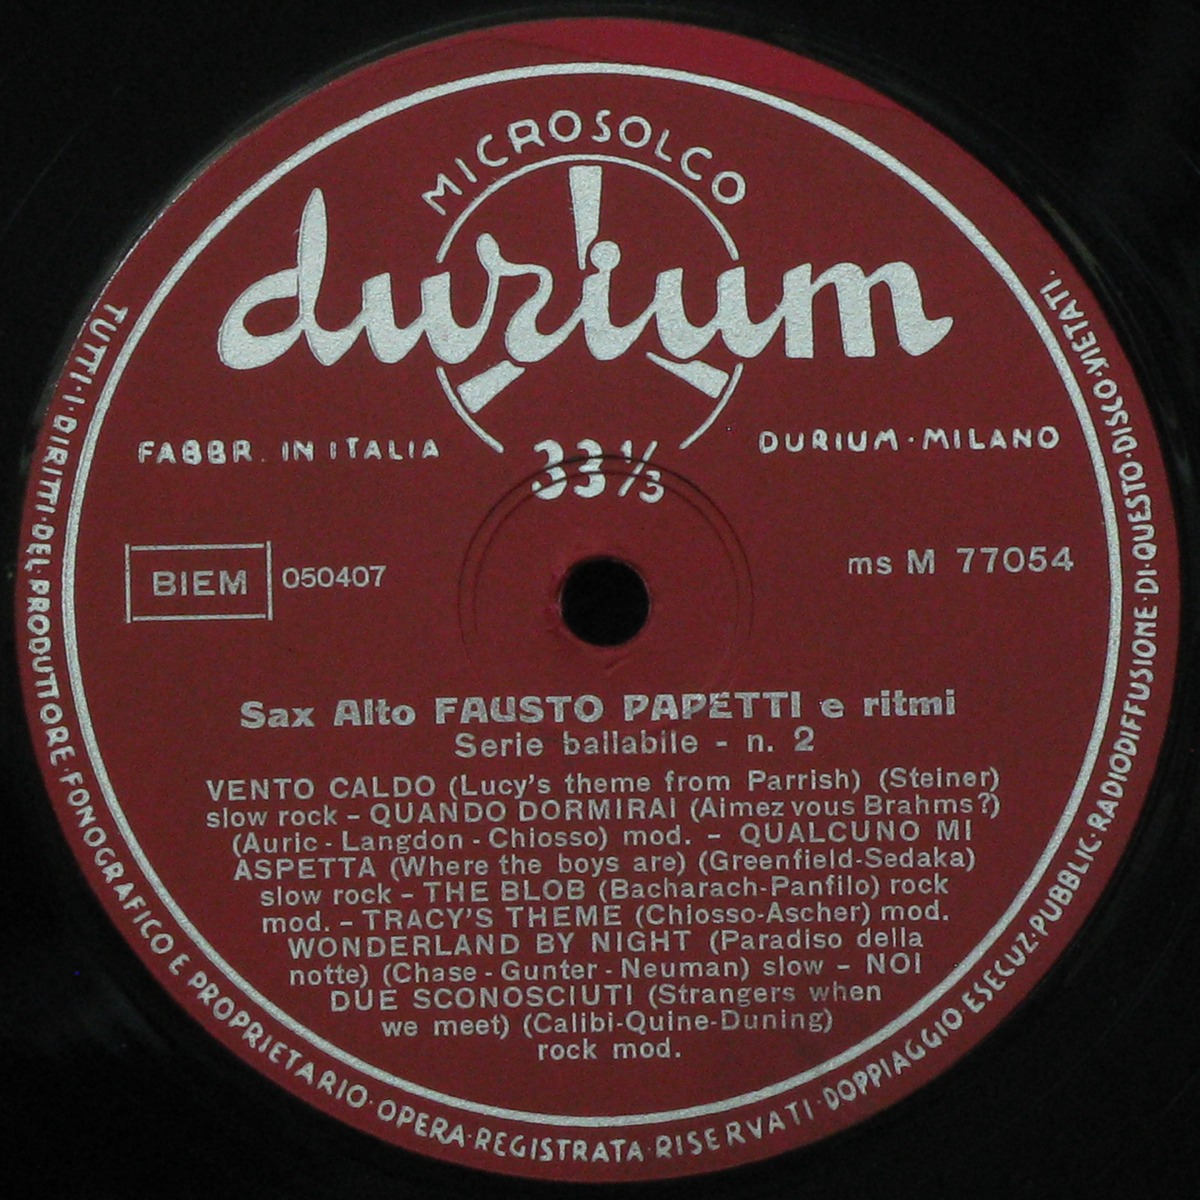 MICROSOLCO
durium
FABBR. IN ITALIA
33 1/3
DURIUM·MILANO
BIEM 050407
ms M 77054
Sax Alto FAUSTO PAPETTI e ritmi
Serie ballabile - n. 2
VENTO CALDO (Lucy's theme from Parrish) (Steiner)
slow rock – QUANDO DORMIRAI (Aimez vous Brahms?)
(Auric - Langdon - Chiosso) mod. – QUALCUNO MI
ASPETTA (Where the boys are) (Greenfield-Sedaka)
slow rock – THE BLOB (Bacharach-Panfilo) rock
mod. – TRACY'S THEME (Chiosso-Ascher) mod.
WONDERLAND BY NIGHT (Paradiso della
notte) (Chase - Gunter - Neuman) slow – NOI
DUE SCONOSCIUTI (Strangers when
we meet) (Calibi-Quine-Duning)
rock mod.
TUTTI·I·DIRITTI·DEL·PRODUTTORE·FONOGRAFICO E PROPRIETARIO·OPERA·REGISTRATA·RISERVATI·DOPPIAGGIO·ESECUZ·PUBBLIC·RADIODIFFUSIONE·DI·QUESTO·DISCO·VIETATI.